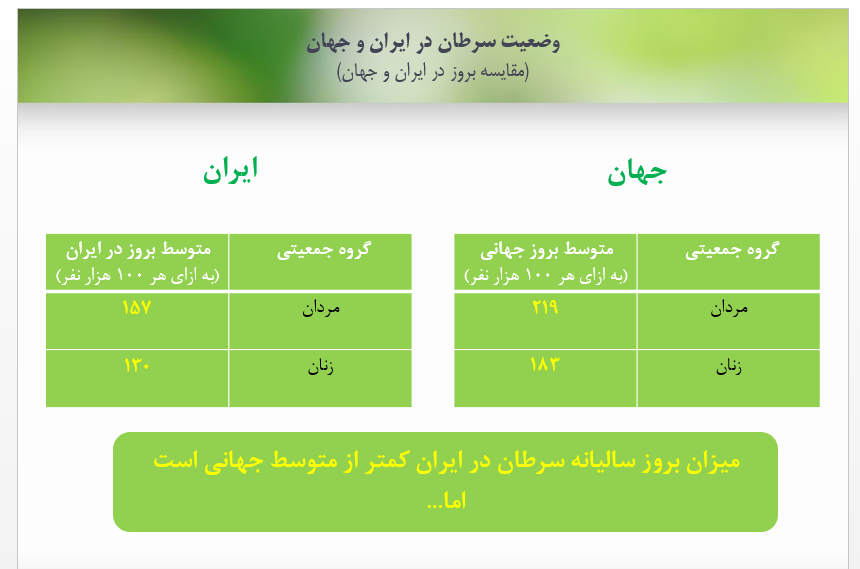 وضعیت سرطان در ایران و جهان
(مقایسه بروز در ایران و جهان)
جهان
گروه جمعیتی
متوسط بروز جهانی
(به ازای هر ۱۰۰ هزار نفر)
مردان
۲۱۹
زنان
۱۸۳
ایران
گروه جمعیتی
متوسط بروز در ایران
(به ازای هر ۱۰۰ هزار نفر)
مردان
۱۵۷
زنان
۱۳۰
میزان بروز سالیانه سرطان در ایران کمتر از متوسط جهانی است
اما...